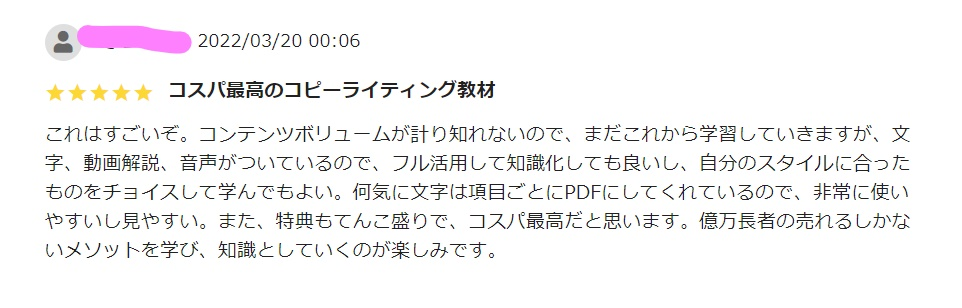 2022/03/20 00:06
コスパ最高のコピーライティング教材
これはすごいぞ。コンテンツボリュームが計り知れないので、まだこれから学習していきますが、文
字、動画解説、音声がついているので、フル活用して知識化しても良いし、自分のスタイルに合った
ものをチョイスして学んでもよい。何気に文字は項目ごとにPDFにしてくれているので、非常に使い
やすいし見やすい。また、特典もてんこ盛りで、コスパ最高だと思います。億万長者の売れるしかな
いメソットを学び、知識としていくのが楽しみです。